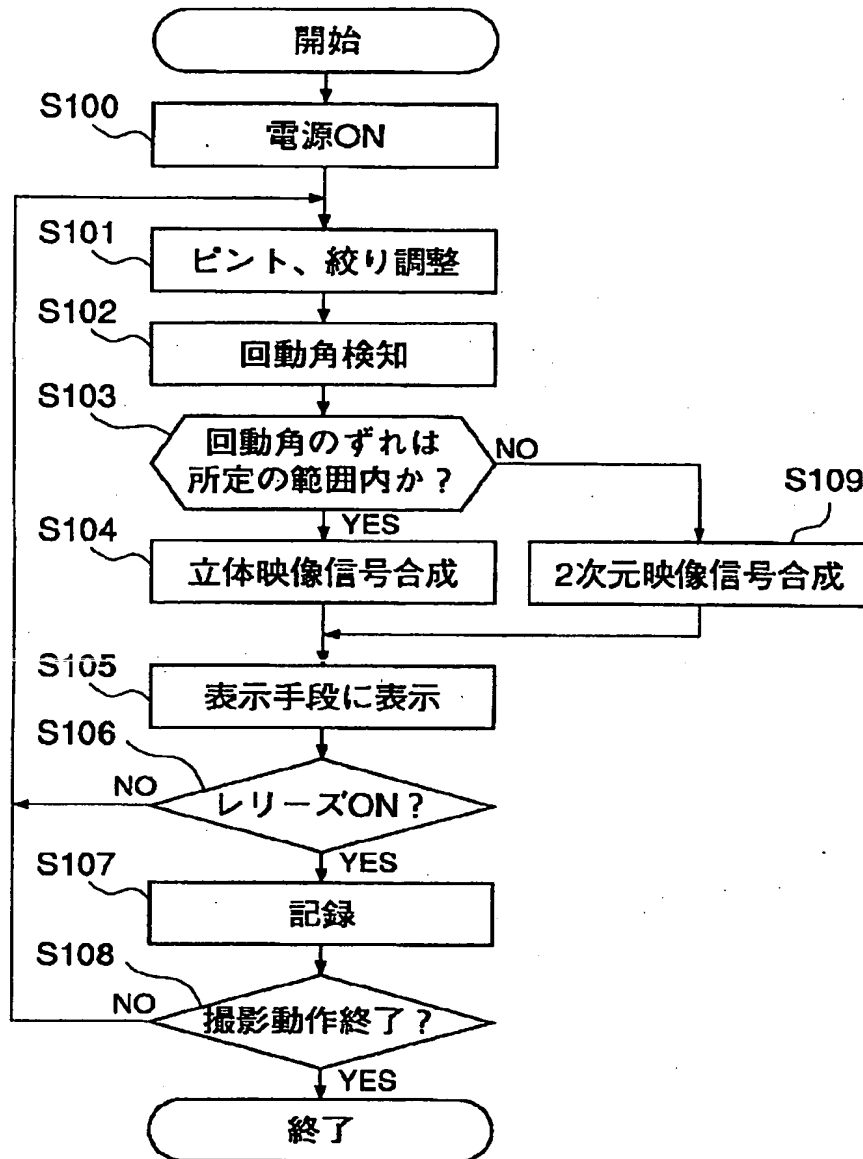 開始
S100
電源ON
S101
ピント、絞り調整
S102
回動角検知
S103
回動角のずれは
所定の範囲内か？
NO
YES
S104
立体映像信号合成
S109
2次元映像信号合成
S105
表示手段に表示
S106
レリーズON？
NO
YES
S107
記録
S108
撮影動作終了？
NO
YES
終了